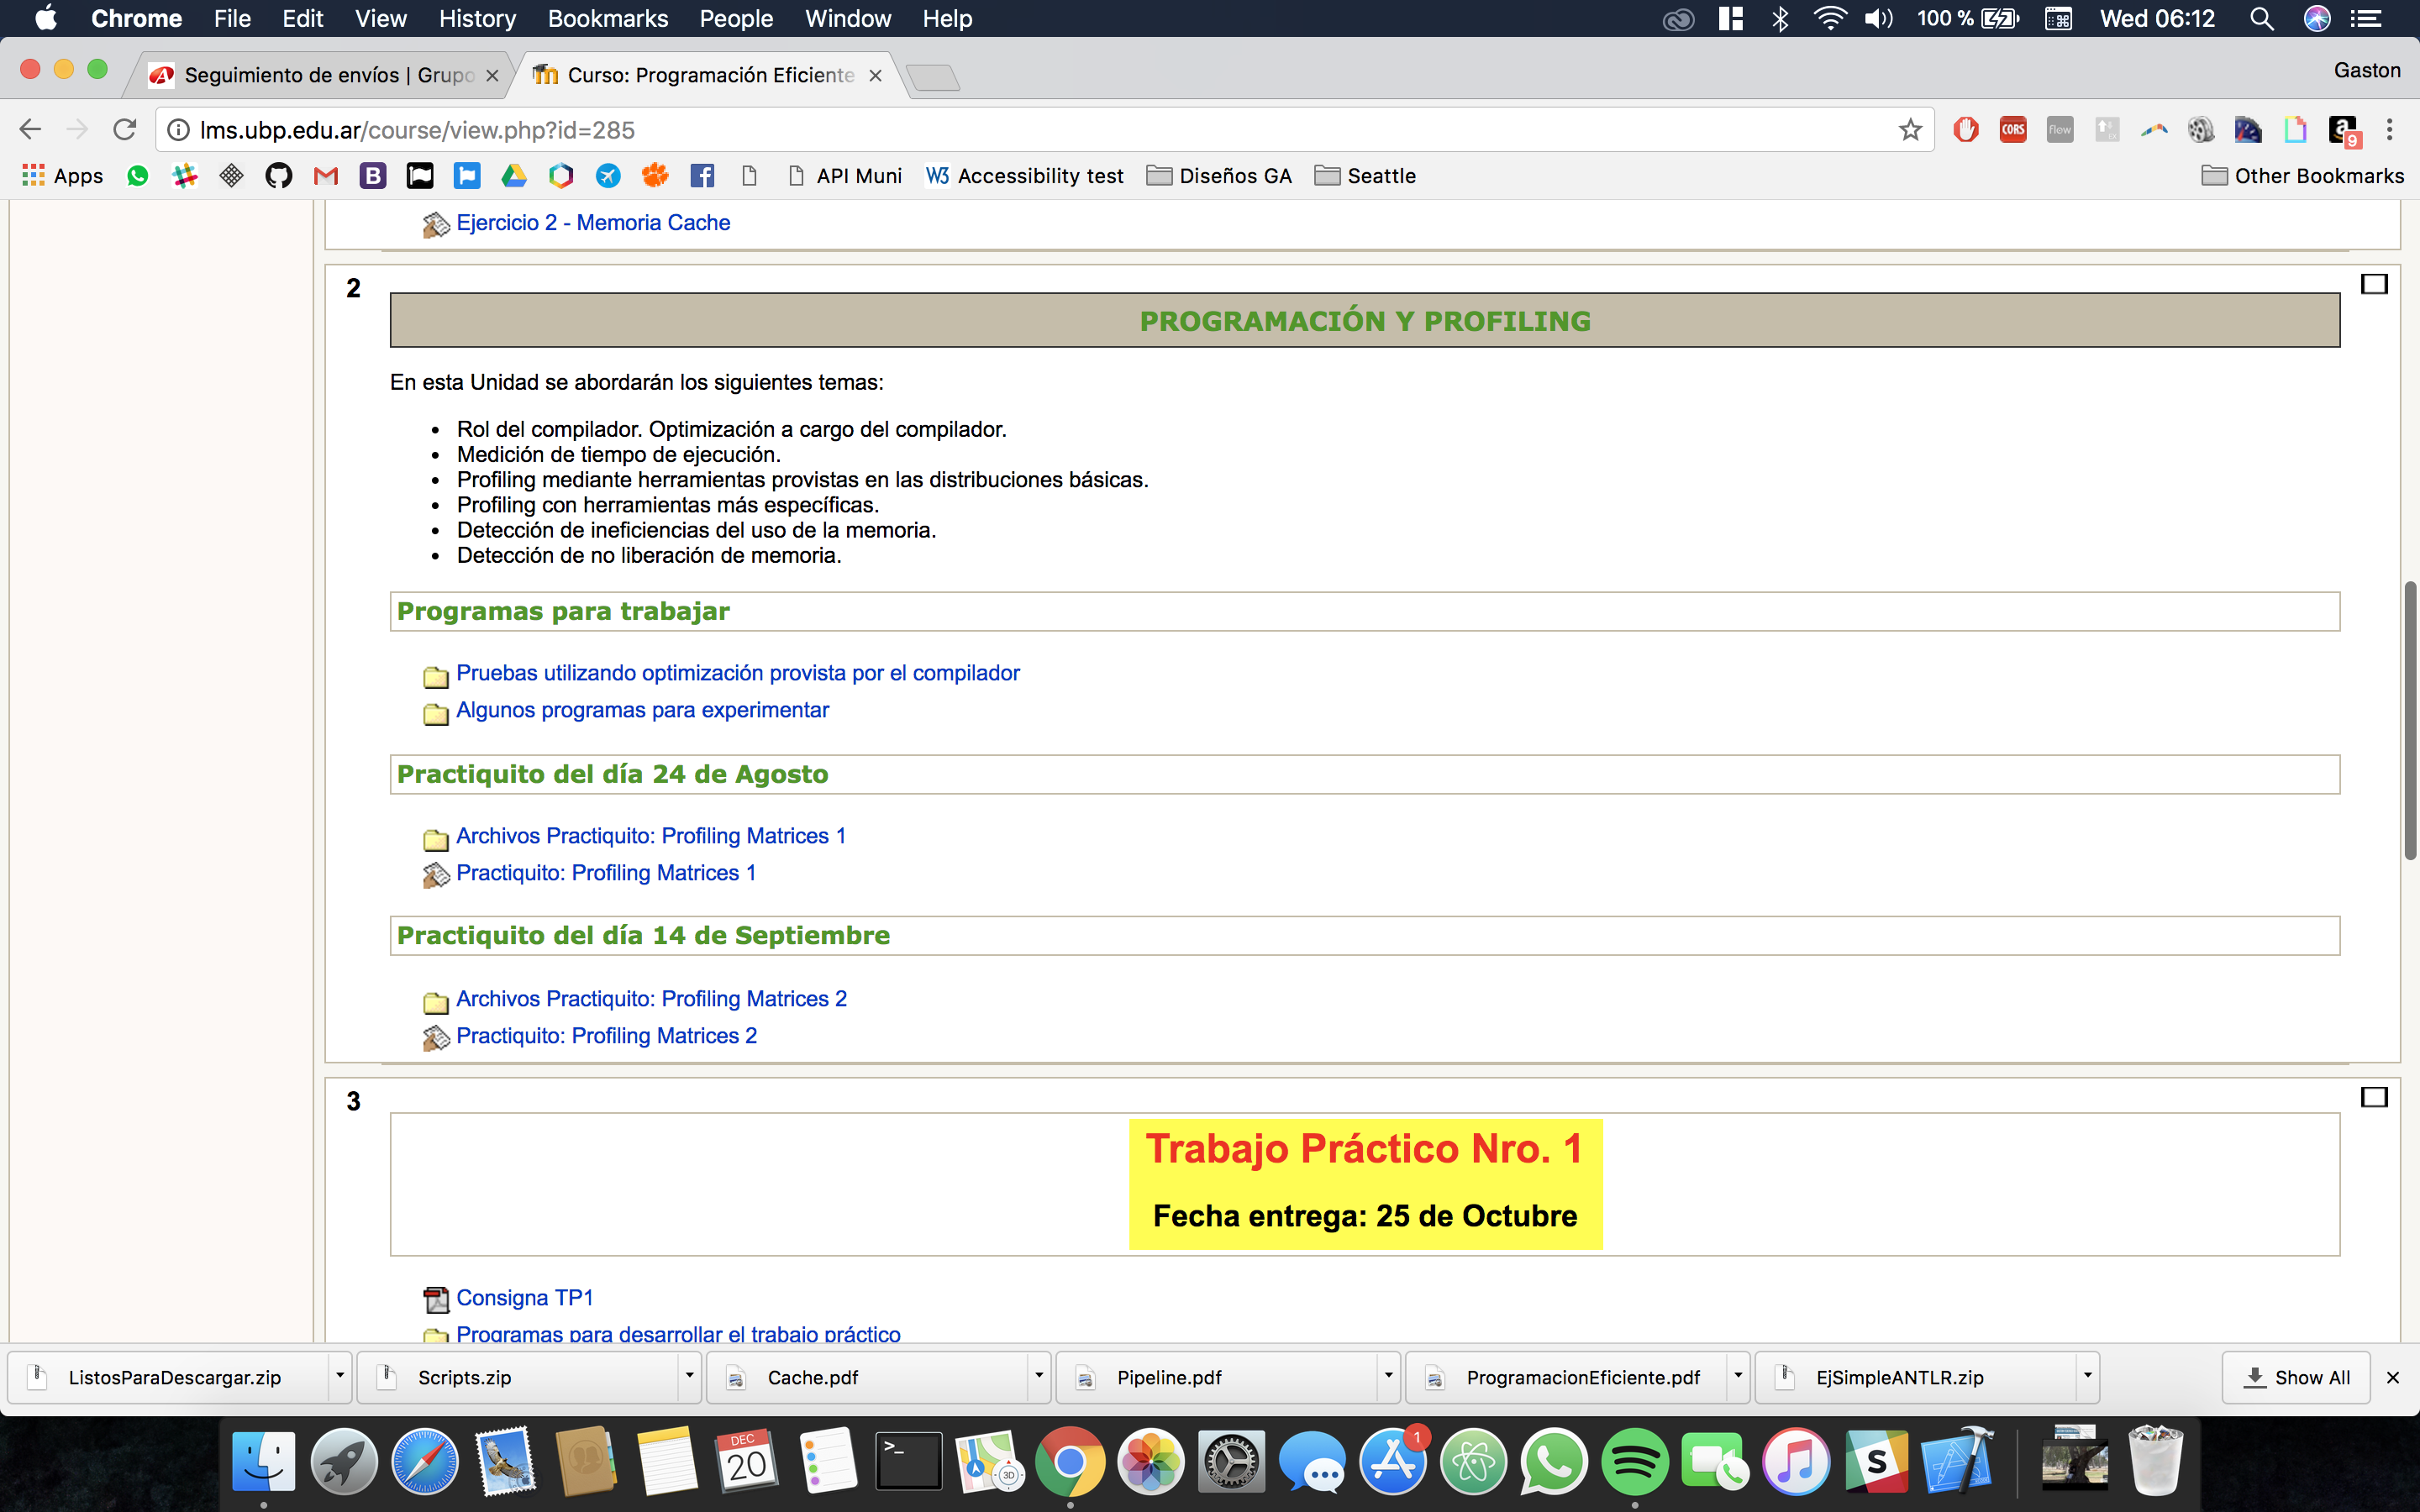 Chrome File Edit View History Bookmarks People Window Help 100 % Wed 06:12
Seguimiento de envíos | Grupo
Curso: Programación Eficiente
Gaston
lms.ubp.edu.ar/course/view.php?id=285
CORS
flow
a
9
Apps
B
API Muni
W3 Accessibility test
Diseños GA
Seattle
Other Bookmarks
Ejercicio 2 - Memoria Cache
2
PROGRAMACIÓN Y PROFILING
En esta Unidad se abordarán los siguientes temas:
• Rol del compilador. Optimización a cargo del compilador.
• Medición de tiempo de ejecución.
• Profiling mediante herramientas provistas en las distribuciones básicas.
• Profiling con herramientas más específicas.
• Detección de ineficiencias del uso de la memoria.
• Detección de no liberación de memoria.
Programas para trabajar
Pruebas utilizando optimización provista por el compilador
Algunos programas para experimentar
Practiquito del día 24 de Agosto
Archivos Practiquito: Profiling Matrices 1
Practiquito: Profiling Matrices 1
Practiquito del día 14 de Septiembre
Archivos Practiquito: Profiling Matrices 2
Practiquito: Profiling Matrices 2
3
Trabajo Práctico Nro. 1
Fecha entrega: 25 de Octubre
Consigna TP1
Programas para desarrollar el trabajo práctico
ListosParaDescargar.zip
Scripts.zip
Cache.pdf
Pipeline.pdf
ProgramacionEficiente.pdf
EjSimpleANTLR.zip
Show All
DEC
20
>_
3D
1
S